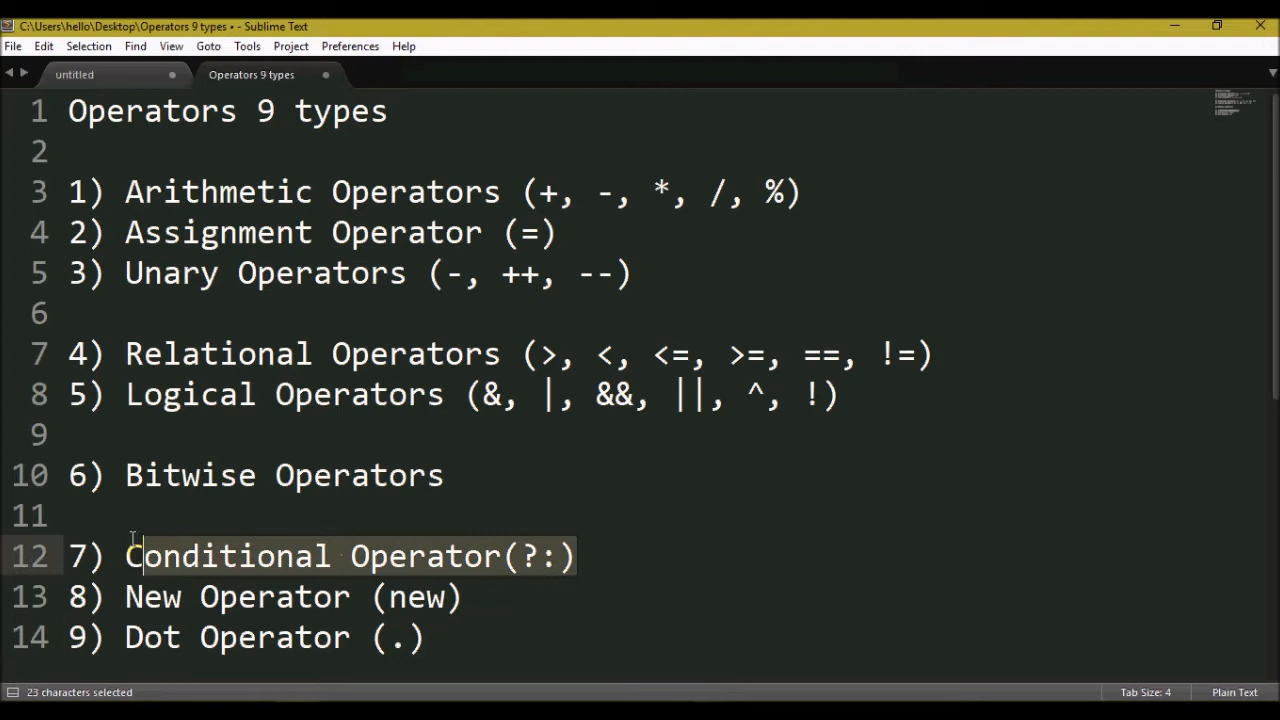 C:\Users\hello\Desktop\Operators 9 types • - Sublime Text
File Edit Selection Find View Goto Tools Project Preferences Help
untitled Operators 9 types
1 Operators 9 types
2
3 1) Arithmetic Operators (+, -, *, /, %)
4 2) Assignment Operator (=)
5 3) Unary Operators (-, ++, --)
6
7 4) Relational Operators (>, <, <=, >=, ==, !=)
8 5) Logical Operators (&, |, &&, ||, ^, !)
9
10 6) Bitwise Operators
11
12 7) Conditional Operator(?:)
13 8) New Operator (new)
14 9) Dot Operator (.)
23 characters selected Tab Size: 4 Plain Text